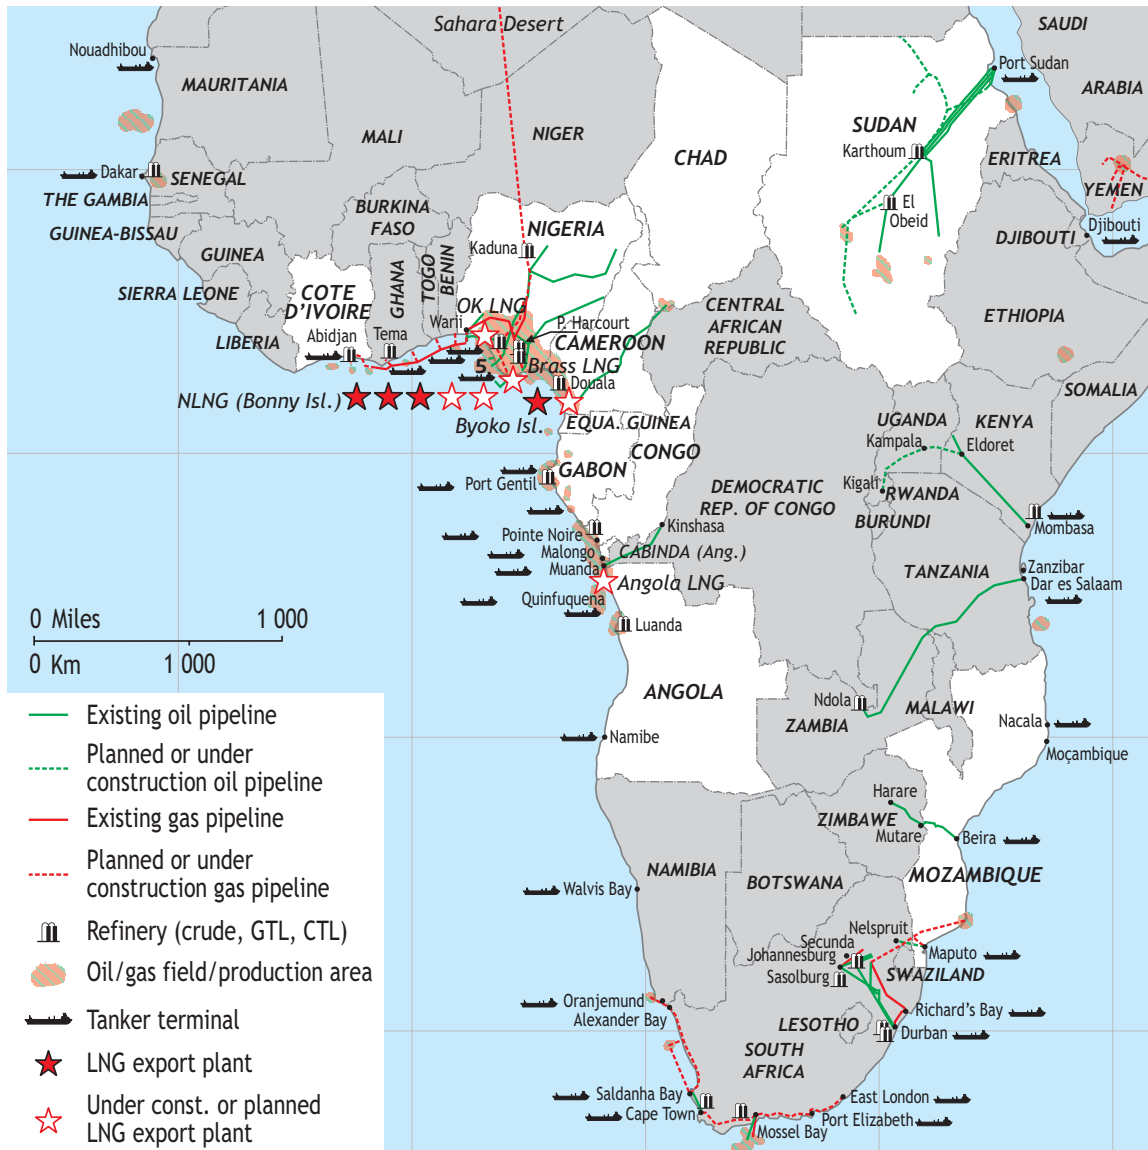 Sahara Desert
SAUDI
ARABIA
Nouadhibou
MAURITANIA
MALI
NIGER
CHAD
SUDAN
Port Sudan
Karthoum
ERITREA
YEMEN
Dakar
SENEGAL
THE GAMBIA
GUINEA-BISSAU
GUINEA
SIERRA LEONE
LIBERIA
BURKINA
FASO
COTE
D'IVOIRE
Abidjan
GHANA
Tema
TOGO
BENIN
Kaduna
NIGERIA
El
Obeid
DJIBOUTI
Djibouti
OK LNG
Warii
P. Harcourt
CAMEROON
Brass LNG
5
Douala
CENTRAL
AFRICAN
REPUBLIC
ETHIOPIA
SOMALIA
NLNG (Bonny Isl.)
Byoko Isl.
EQUA. GUINEA
CONGO
GABON
Port Gentil
UGANDA
Kampala
KENYA
Eldoret
Kigali
RWANDA
BURUNDI
Mombasa
DEMOCRATIC
REP. OF CONGO
Kinshasa
Pointe Noire
Malongo
CABINDA (Ang.)
Muanda
Angola LNG
Quinfuquena
Luanda
TANZANIA
Zanzibar
Dar es Salaam
0 Miles 1 000
0 Km 1 000
ANGOLA
Ndola
ZAMBIA
MALAWI
Nacala
Moçambique
Namibe
Harare
ZIMBAWE
Mutare
Beira
NAMIBIA
Walvis Bay
BOTSWANA
MOZAMBIQUE
Nelspruit
Secunda
Johannesburg
Sasolburg
Maputo
SWAZILAND
Oranjemund
Alexander Bay
LESOTHO
Richard's Bay
Durban
SOUTH
AFRICA
Saldanha Bay
Cape Town
East London
Port Elizabeth
Mossel Bay
Existing oil pipeline
Planned or under
construction oil pipeline
Existing gas pipeline
Planned or under
construction gas pipeline
Refinery (crude, GTL, CTL)
Oil/gas field/production area
Tanker terminal
LNG export plant
Under const. or planned
LNG export plant